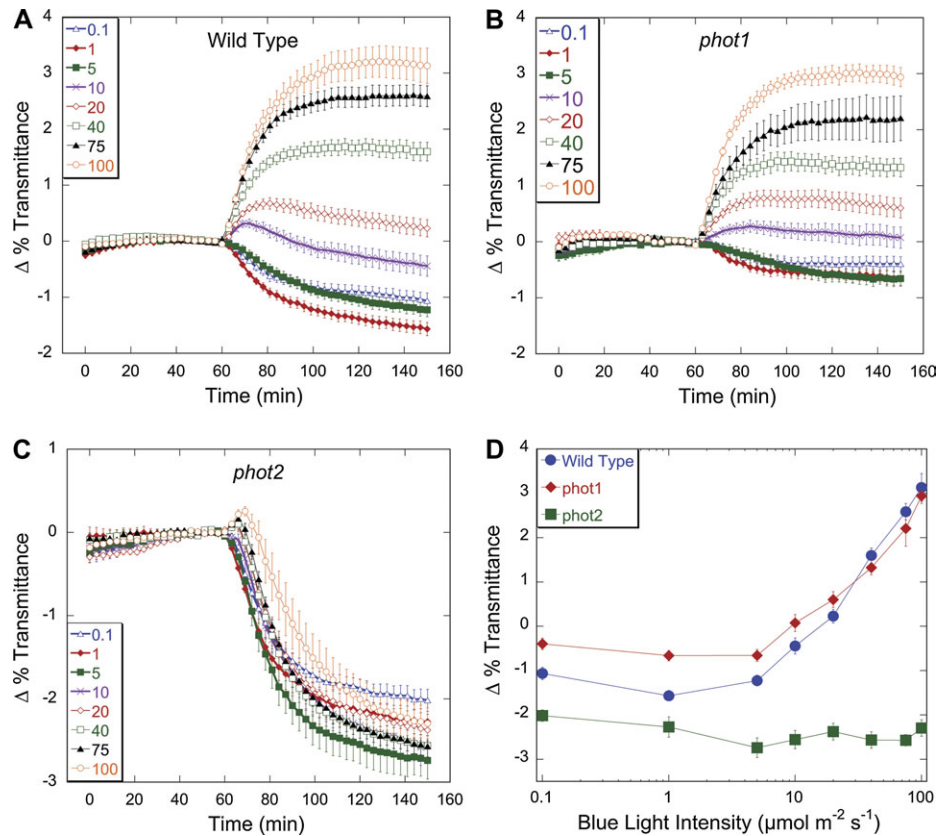 A
Wild Type
0.1
1
5
10
20
40
75
100
Δ % Transmittance
4
3
2
1
0
-1
-2
0 20 40 60 80 100 120 140 160
Time (min)
B
phot1
0.1
1
5
10
20
40
75
100
Δ % Transmittance
4
3
2
1
0
-1
-2
0 20 40 60 80 100 120 140 160
Time (min)
C
phot2
Δ % Transmittance
1
0
-1
-2
-3
0.1
1
5
10
20
40
75
100
0 20 40 60 80 100 120 140 160
Time (min)
D
Wild Type
phot1
phot2
Δ % Transmittance
4
3
2
1
0
-1
-2
-3
0.1 1 10 100
Blue Light Intensity (μmol m⁻² s⁻¹)